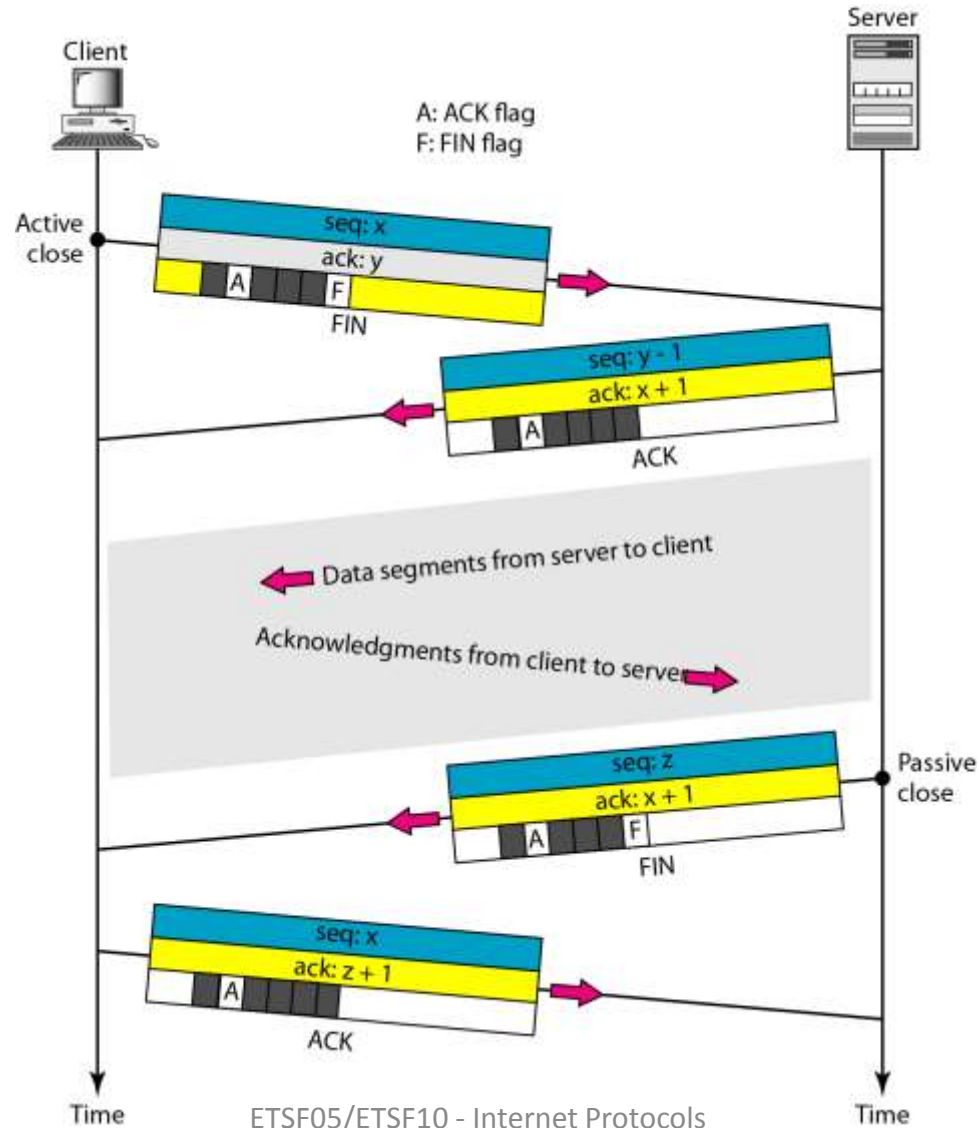 Server
Client
A: ACK flag
F: FIN flag
Active
close
seq: x
ack: y
A F
FIN
seq: y - 1
ack: x + 1
A
ACK
Data segments from server to client
Acknowledgments from client to server
Passive
close
seq: z
ack: x + 1
A F
FIN
seq: x
ack: z + 1
A
ACK
Time
ETSF05/ETSF10 - Internet Protocols
Time